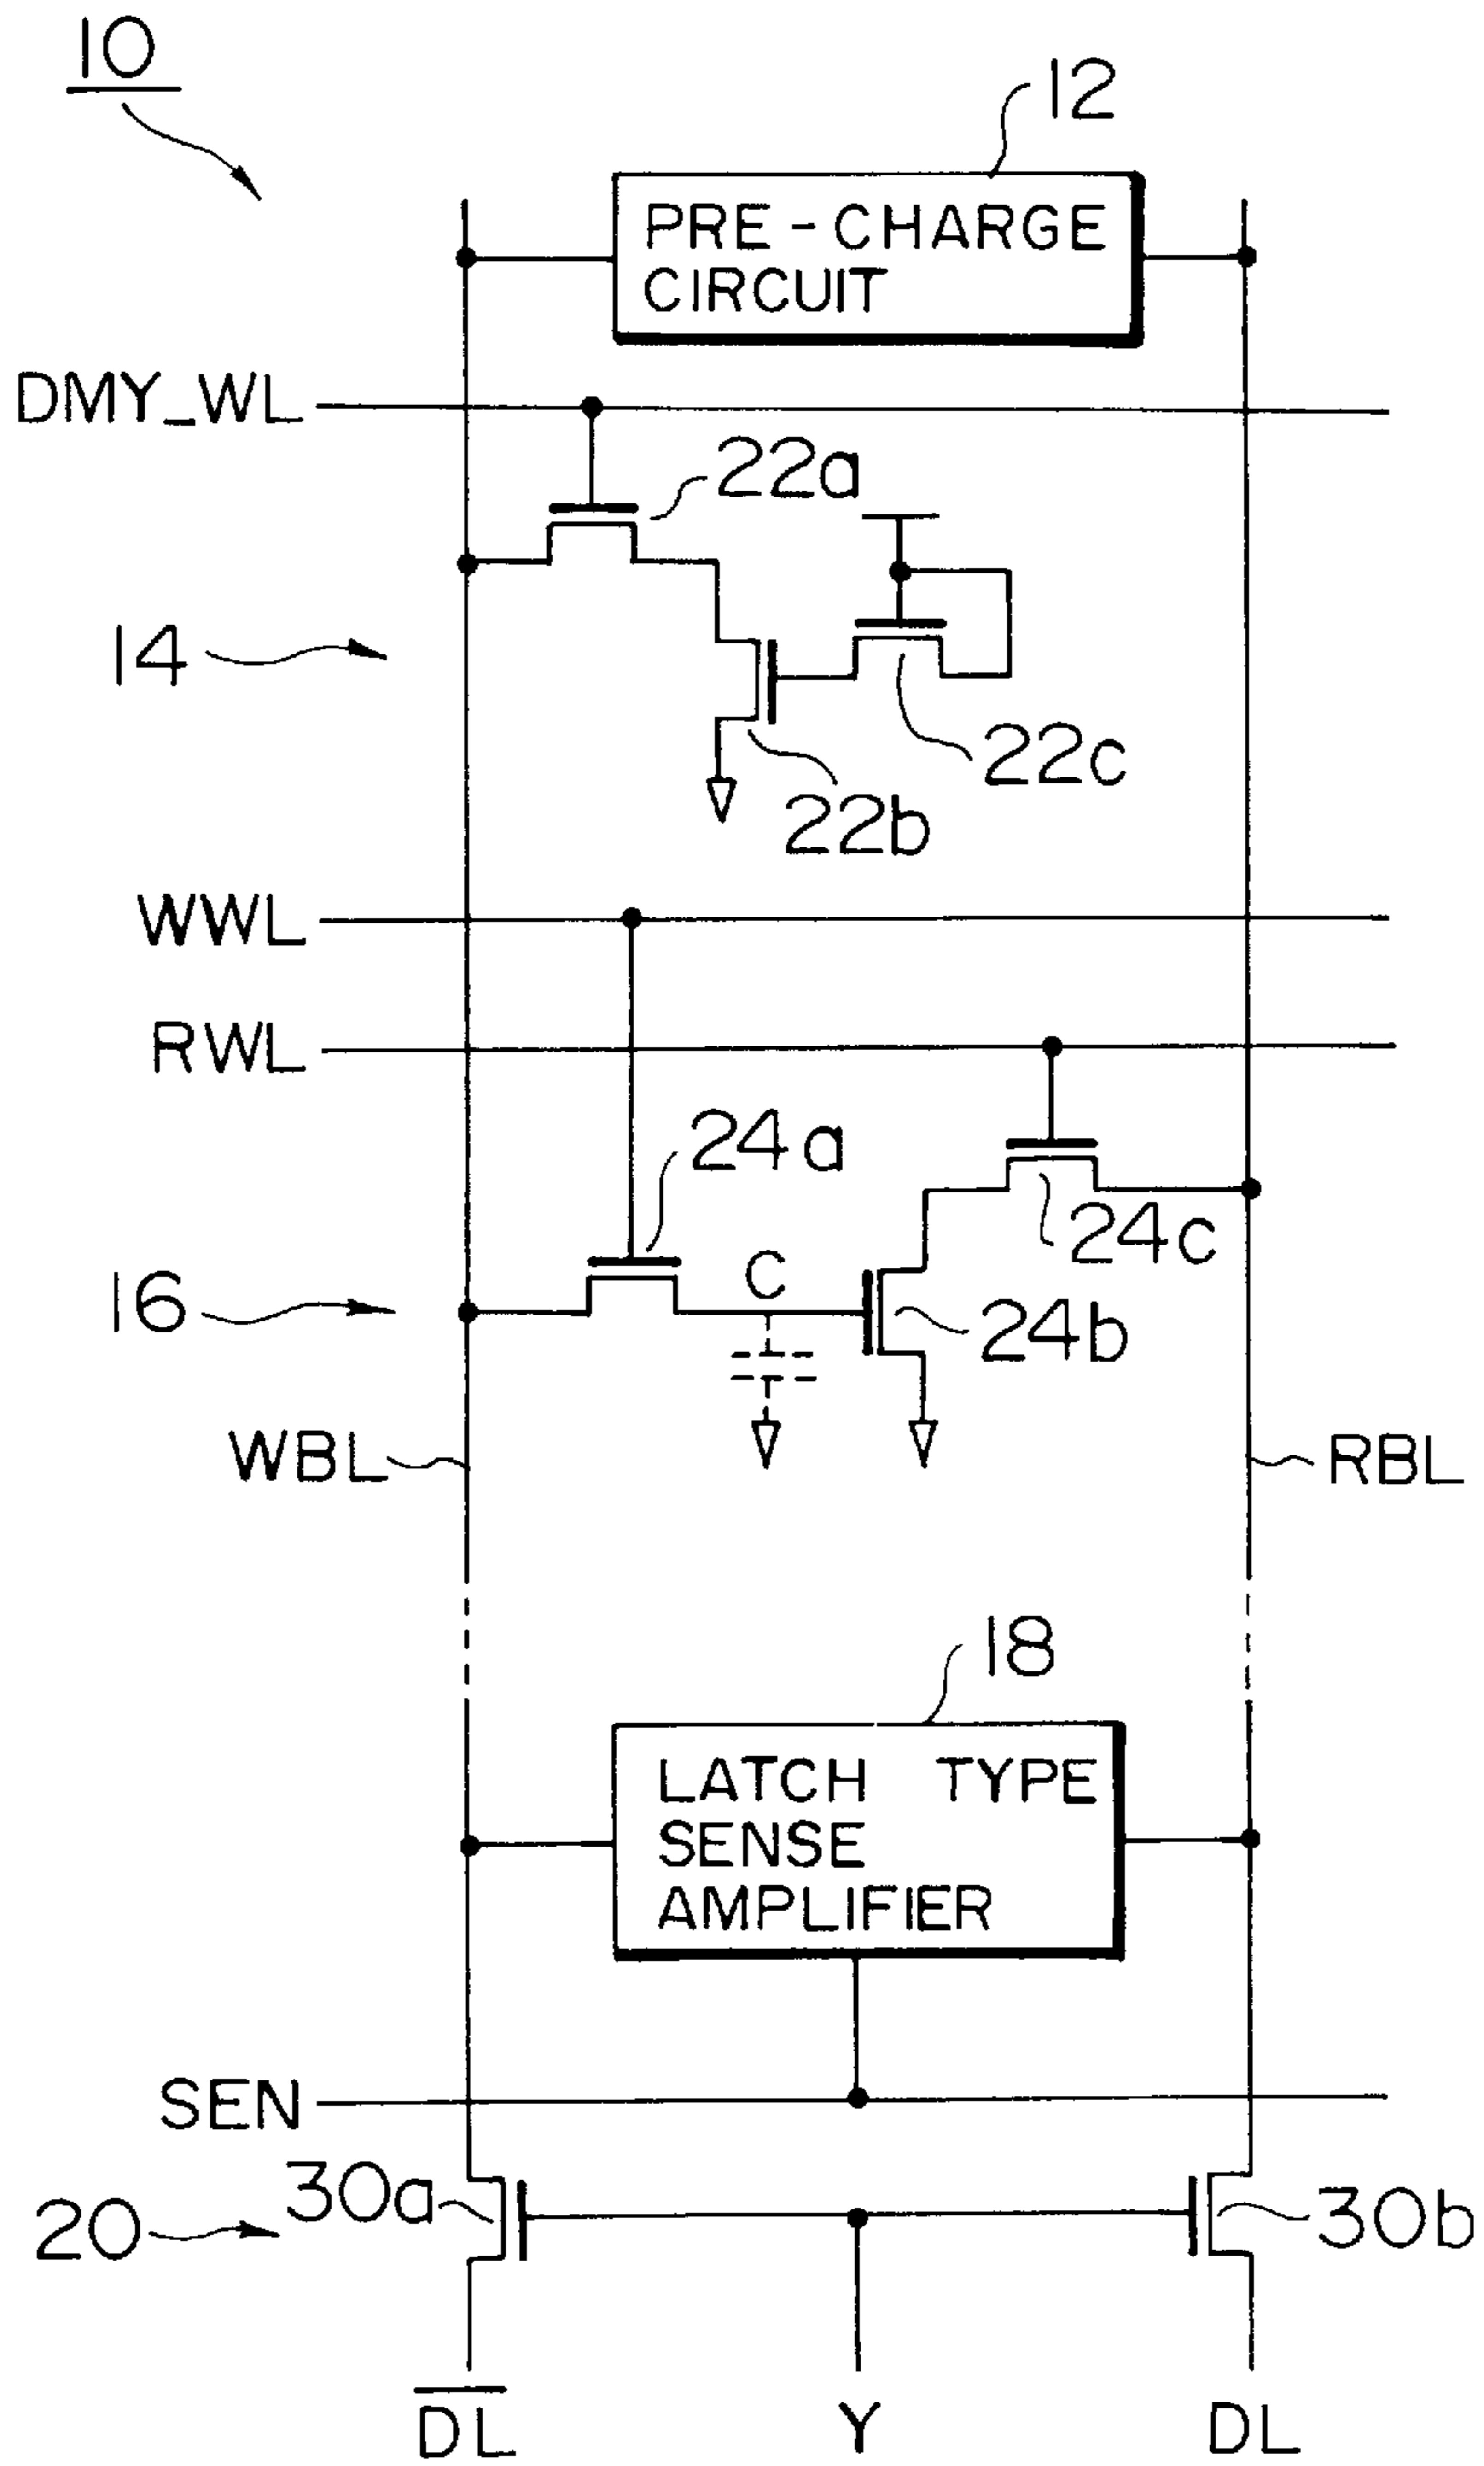 10
12
PRE-CHARGE
CIRCUIT
DMY_WL
22a
14
22c
22b
WWL
RWL
24a
24c
C
16
24b
WBL
RBL
18
LATCH TYPE
SENSE
AMPLIFIER
SEN
30a
20
30b
D̅L̅
Y
DL